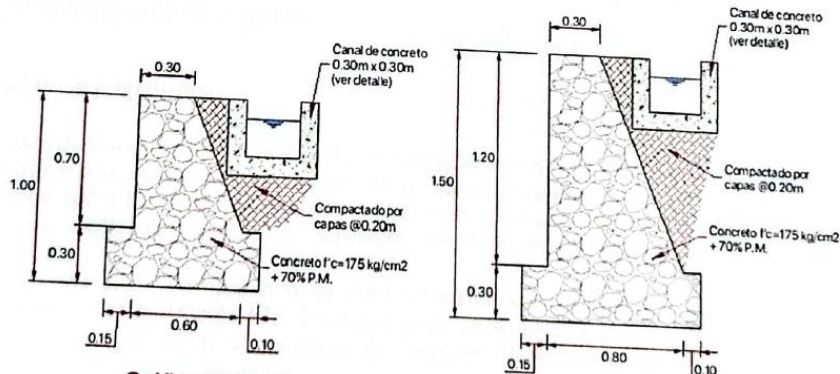 0.30
Canal de concreto
0.30m x 0.30m
(ver detalle)
1.00
0.70
0.30
Compactado por
capas @0.20m
Concreto f'c=175 kg/cm2
+ 70% P.M.
0.15
0.60
0.10
0.30
Canal de concreto
0.30m x 0.30m
(ver detalle)
1.50
1.20
0.30
Compactado por
capas @0.20m
Concreto f'c=175 kg/cm2
+ 70% P.M.
0.15
0.80
0.10